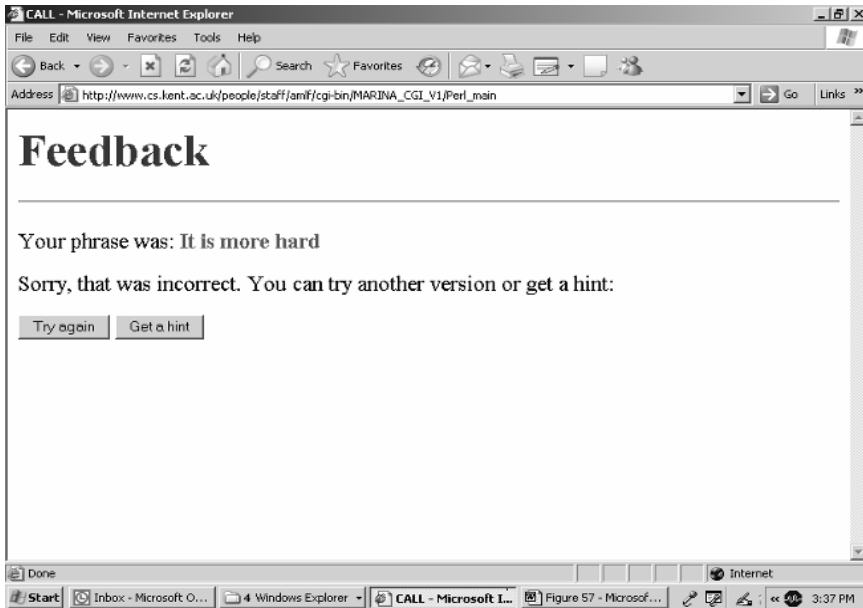 CALL - Microsoft Internet Explorer
File Edit View Favorites Tools Help
Back Search Favorites
Address http://www.cs.kent.ac.uk/people/staff/amlf/cgi-bin/MARINA_CGI_V1/Perl_main Go Links »
Feedback
Your phrase was: It is more hard
Sorry, that was incorrect. You can try another version or get a hint:
Try again Get a hint
Done Internet
Start Inbox - Microsoft O... 4 Windows Explorer CALL - Microsoft I... Figure 57 - Microsof... « 3:37 PM